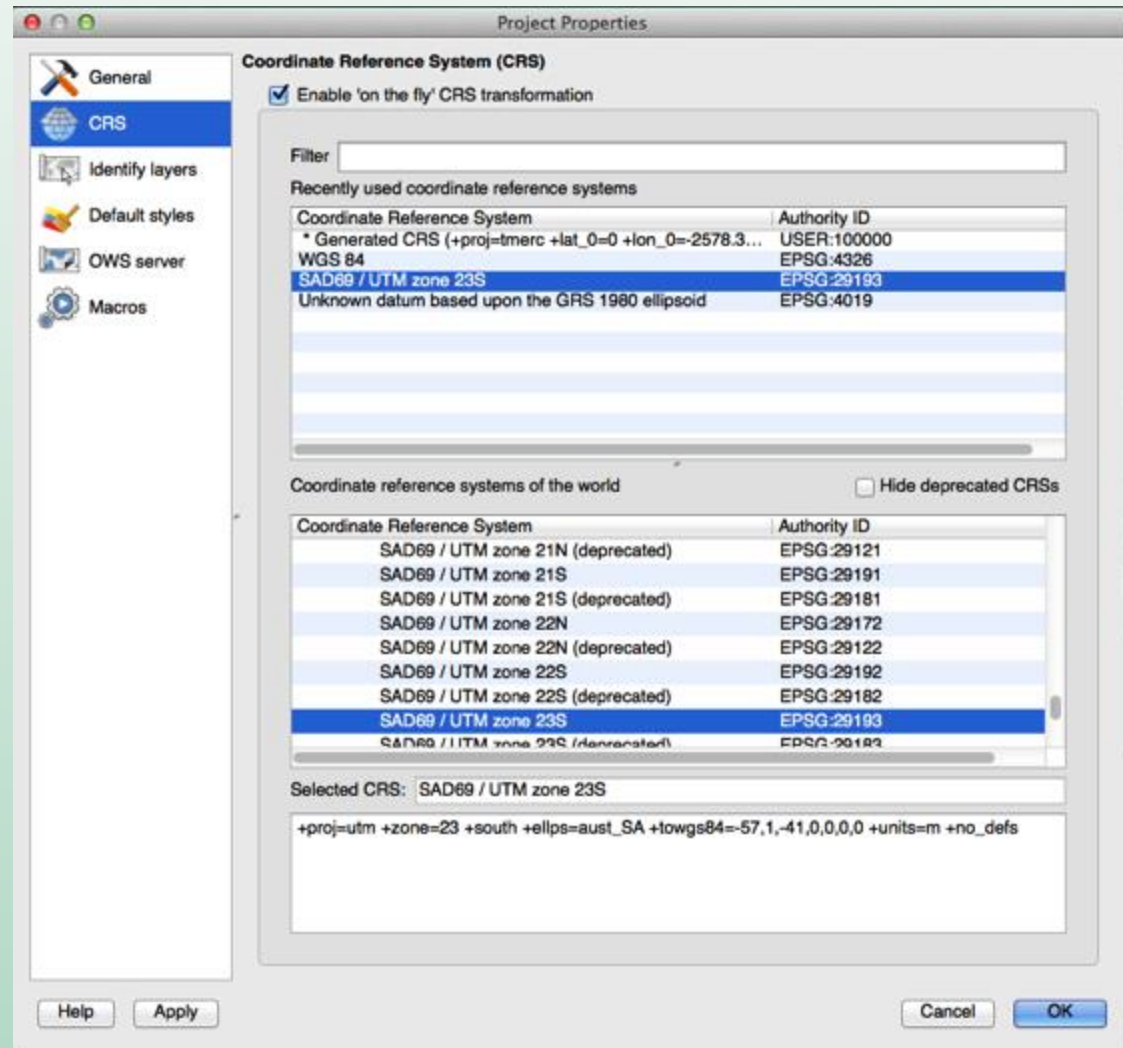 Project Properties
General
CRS
Identify layers
Default styles
OWS server
Macros
Coordinate Reference System (CRS)
Enable 'on the fly' CRS transformation
Filter
Recently used coordinate reference systems
Coordinate Reference System Authority ID
* Generated CRS (+proj=tmerc +lat_0=0 +lon_0=-2578.3... USER:100000
WGS 84 EPSG:4326
SAD69 / UTM zone 23S EPSG:29193
Unknown datum based upon the GRS 1980 ellipsoid EPSG:4019
Coordinate reference systems of the world Hide deprecated CRSs
Coordinate Reference System Authority ID
SAD69 / UTM zone 21N (deprecated) EPSG:29121
SAD69 / UTM zone 21S EPSG:29191
SAD69 / UTM zone 21S (deprecated) EPSG:29181
SAD69 / UTM zone 22N EPSG:29172
SAD69 / UTM zone 22N (deprecated) EPSG:29122
SAD69 / UTM zone 22S EPSG:29192
SAD69 / UTM zone 22S (deprecated) EPSG:29182
SAD69 / UTM zone 23S EPSG:29193
SAD69 / UTM zone 23S (deprecated) EPSG:29183
Selected CRS: SAD69 / UTM zone 23S
+proj=utm +zone=23 +south +ellps=aust_SA +towgs84=-57,1,-41,0,0,0,0 +units=m +no_defs
Help Apply Cancel OK